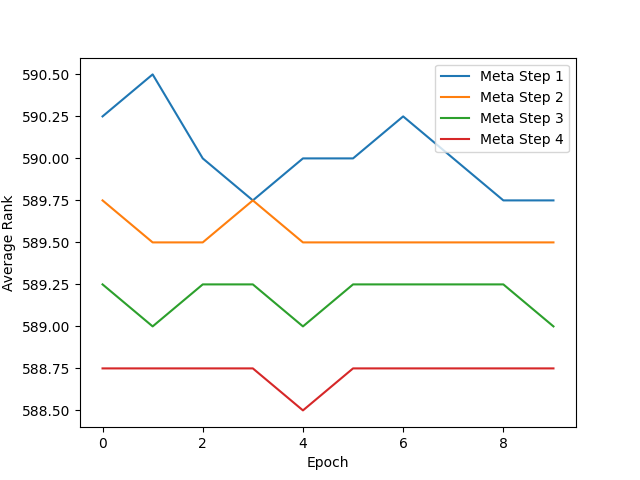 590.50
590.25
590.00
589.75
589.50
589.25
589.00
588.75
588.50
Average Rank
0 2 4 6 8
Epoch
Meta Step 1
Meta Step 2
Meta Step 3
Meta Step 4